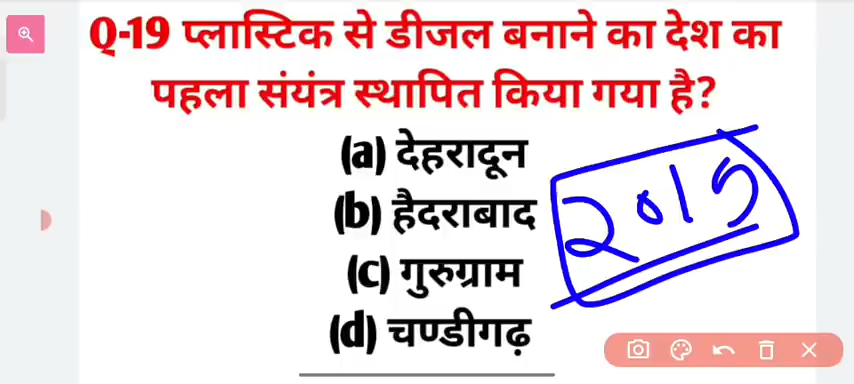 Q-19 प्लास्टिक से डीजल बनाने का देश का
पहला संयंत्र स्थापित किया गया है?
(a) देहरादून
(b) हैदराबाद
(c) गुरुग्राम
(d) चण्डीगढ़
2015